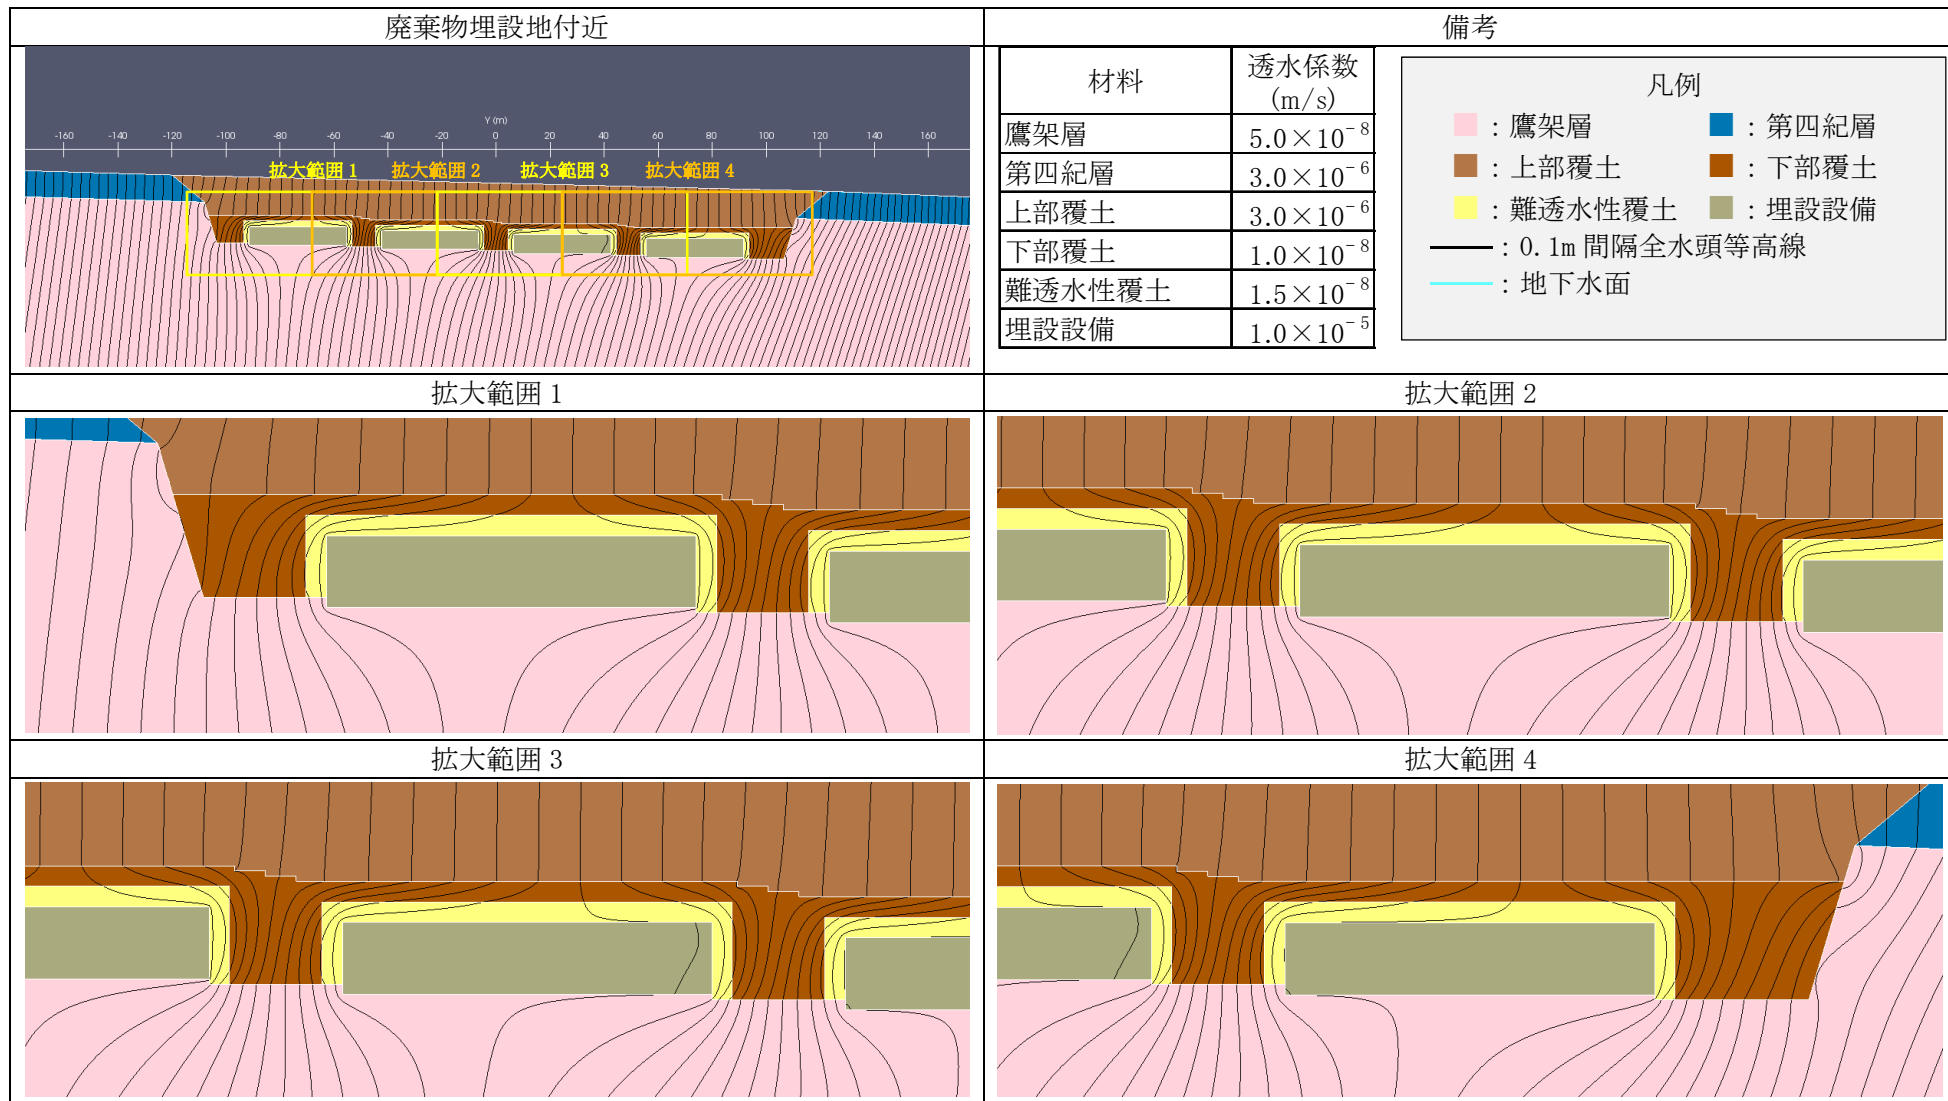 廃棄物埋設地付近
備考
Y (m)
-160 -140 -120 -100 -80 -60 -40 -20 0 20 40 60 80 100 120 140 160
拡大範囲 1 拡大範囲 2 拡大範囲 3 拡大範囲 4
材料 透水係数 (m/s)
鷹架層 5.0×10⁻⁸
第四紀層 3.0×10⁻⁶
上部覆土 3.0×10⁻⁶
下部覆土 1.0×10⁻⁸
難透水性覆土 1.5×10⁻⁸
埋設設備 1.0×10⁻⁵
凡例
：鷹架層 ：第四紀層
：上部覆土 ：下部覆土
：難透水性覆土 ：埋設設備
：0.1m 間隔全水頭等高線
：地下水面
拡大範囲 1
拡大範囲 2
拡大範囲 3
拡大範囲 4